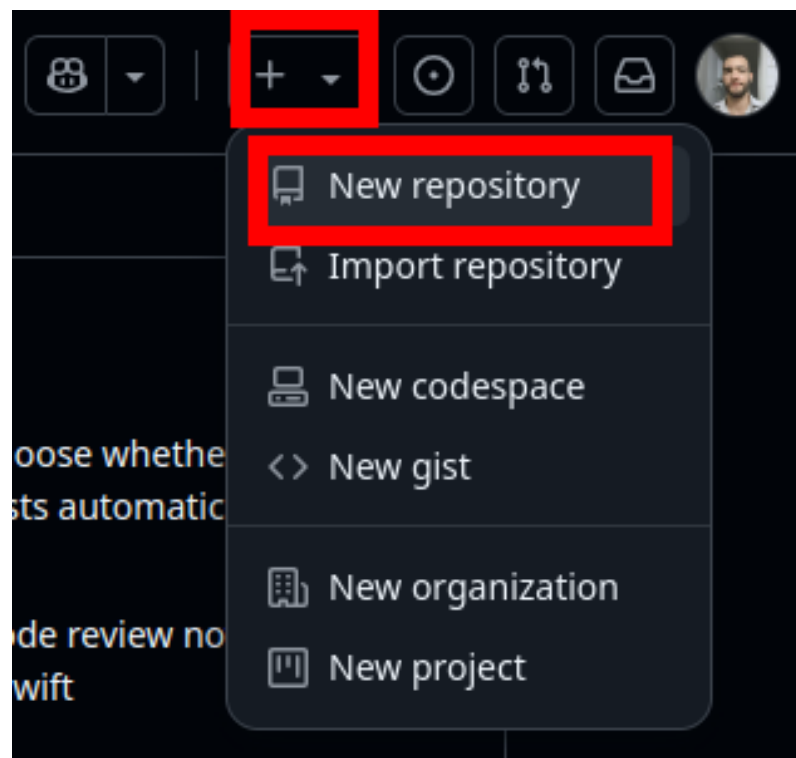 New repository
Import repository
New codespace
oose whethe
New gist
sts automatic
New organization
ode review no
New project
wift